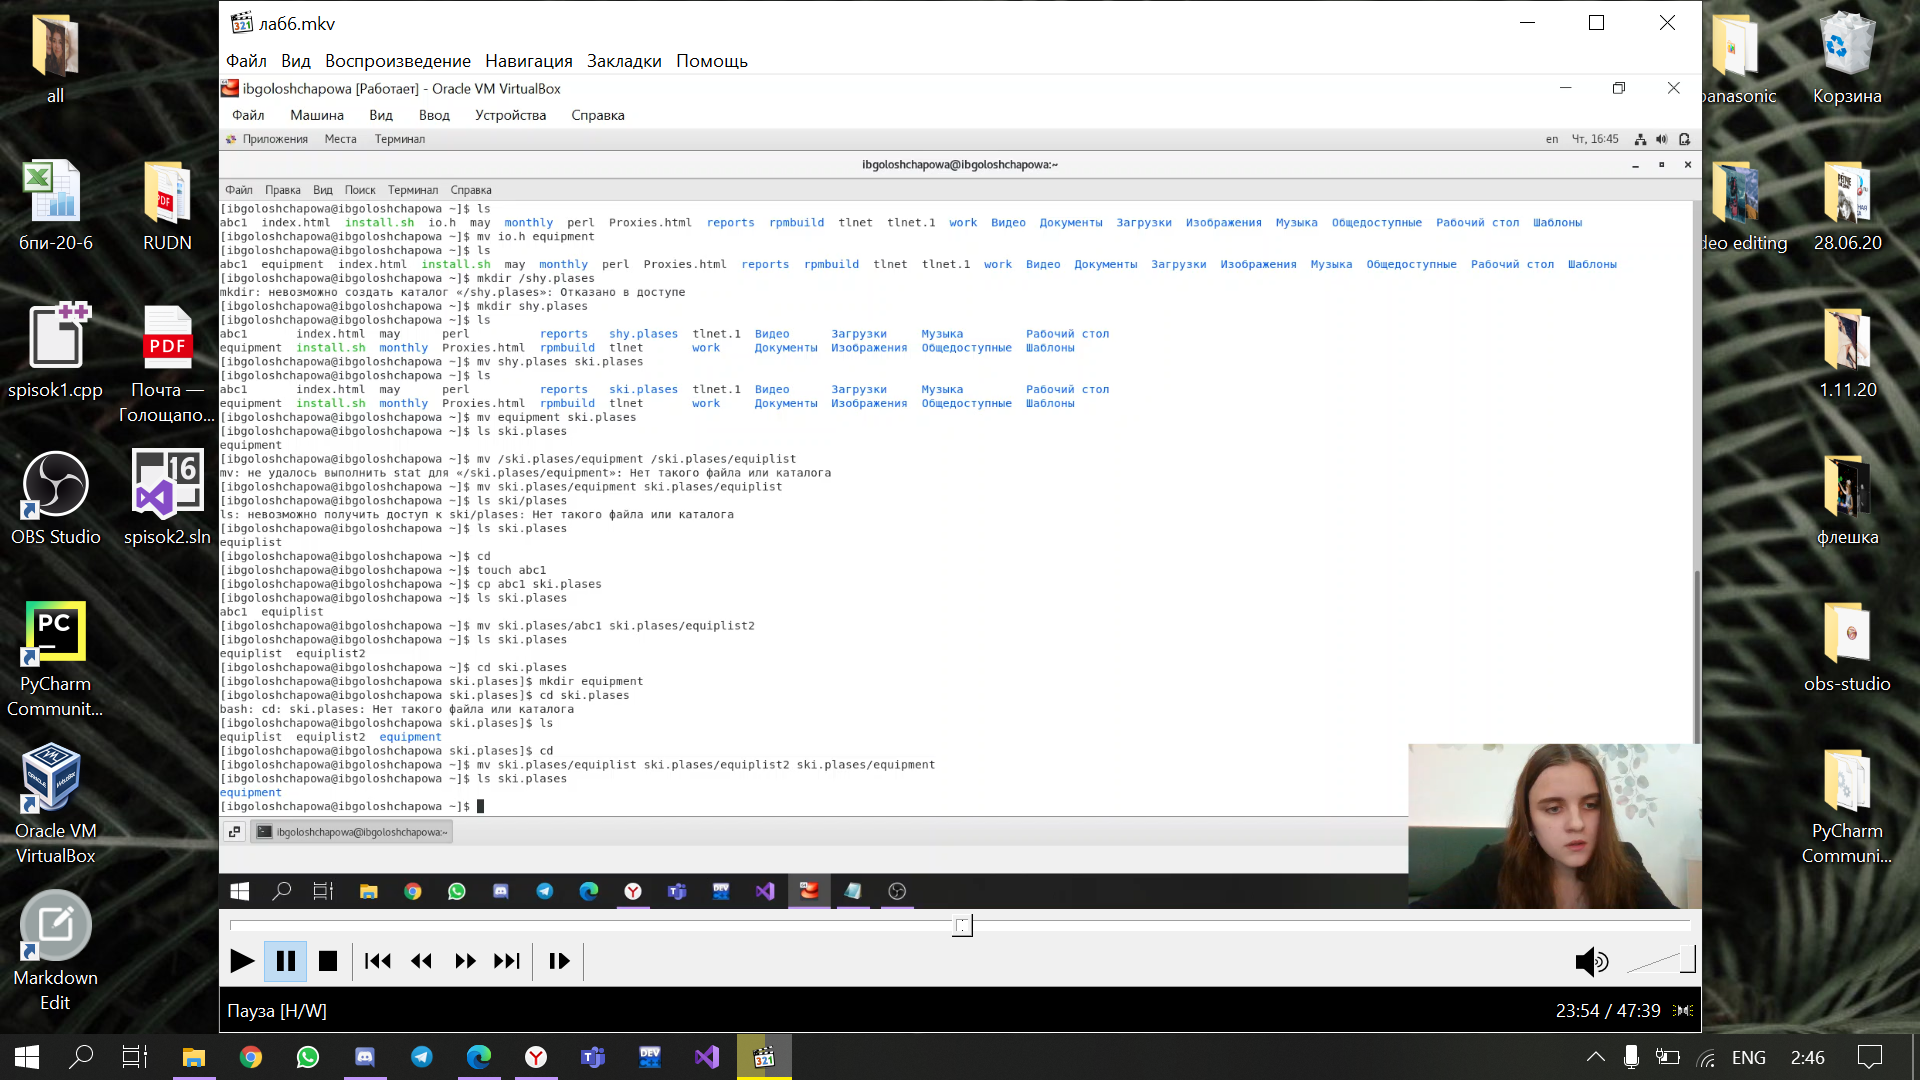 лаб6.mkv
Файл Вид Воспроизведение Навигация Закладки Помощь
ibgoloshchapowa [Работает] - Oracle VM VirtualBox
Файл Машина Вид Ввод Устройства Справка
Приложения Места Терминал en Чт, 16:45
ibgoloshchapowa@ibgoloshchapowa:~
Файл Правка Вид Поиск Терминал Справка
[ibgoloshchapowa@ibgoloshchapowa ~]$ ls
abc1 index.html install.sh io.h may monthly perl Proxies.html reports rpmbuild tlnet tlnet.1 work Видео Документы Загрузки Изображения Музыка Общедоступные Рабочий стол Шаблоны
[ibgoloshchapowa@ibgoloshchapowa ~]$ mv io.h equipment
[ibgoloshchapowa@ibgoloshchapowa ~]$ ls
abc1 equipment index.html install.sh may monthly perl Proxies.html reports rpmbuild tlnet tlnet.1 work Видео Документы Загрузки Изображения Музыка Общедоступные Рабочий стол Шаблоны
[ibgoloshchapowa@ibgoloshchapowa ~]$ mkdir /shy.plases
mkdir: невозможно создать каталог «/shy.plases»: Отказано в доступе
[ibgoloshchapowa@ibgoloshchapowa ~]$ mkdir shy.plases
[ibgoloshchapowa@ibgoloshchapowa ~]$ ls
abc1 index.html may perl reports shy.plases tlnet.1 Видео Загрузки Музыка Рабочий стол
equipment install.sh monthly Proxies.html rpmbuild tlnet work Документы Изображения Общедоступные Шаблоны
[ibgoloshchapowa@ibgoloshchapowa ~]$ mv shy.plases ski.plases
[ibgoloshchapowa@ibgoloshchapowa ~]$ ls
abc1 index.html may perl reports ski.plases tlnet.1 Видео Загрузки Музыка Рабочий стол
equipment install.sh monthly Proxies.html rpmbuild tlnet work Документы Изображения Общедоступные Шаблоны
[ibgoloshchapowa@ibgoloshchapowa ~]$ mv equipment ski.plases
[ibgoloshchapowa@ibgoloshchapowa ~]$ ls ski.plases
equipment
[ibgoloshchapowa@ibgoloshchapowa ~]$ mv /ski.plases/equipment /ski.plases/equiplist
mv: не удалось выполнить stat для «/ski.plases/equipment»: Нет такого файла или каталога
[ibgoloshchapowa@ibgoloshchapowa ~]$ mv ski.plases/equipment ski.plases/equiplist
[ibgoloshchapowa@ibgoloshchapowa ~]$ ls ski/plases
ls: невозможно получить доступ к ski/plases: Нет такого файла или каталога
[ibgoloshchapowa@ibgoloshchapowa ~]$ ls ski.plases
equiplist
[ibgoloshchapowa@ibgoloshchapowa ~]$ cd
[ibgoloshchapowa@ibgoloshchapowa ~]$ touch abc1
[ibgoloshchapowa@ibgoloshchapowa ~]$ cp abc1 ski.plases
[ibgoloshchapowa@ibgoloshchapowa ~]$ ls ski.plases
abc1 equiplist
[ibgoloshchapowa@ibgoloshchapowa ~]$ mv ski.plases/abc1 ski.plases/equiplist2
[ibgoloshchapowa@ibgoloshchapowa ~]$ ls ski.plases
equiplist equiplist2
[ibgoloshchapowa@ibgoloshchapowa ~]$ cd ski.plases
[ibgoloshchapowa@ibgoloshchapowa ski.plases]$ mkdir equipment
[ibgoloshchapowa@ibgoloshchapowa ski.plases]$ cd ski.plases
bash: cd: ski.plases: Нет такого файла или каталога
[ibgoloshchapowa@ibgoloshchapowa ski.plases]$ ls
equiplist equiplist2 equipment
[ibgoloshchapowa@ibgoloshchapowa ski.plases]$ cd
[ibgoloshchapowa@ibgoloshchapowa ~]$ mv ski.plases/equiplist ski.plases/equiplist2 ski.plases/equipment
[ibgoloshchapowa@ibgoloshchapowa ~]$ ls ski.plases
equipment
[ibgoloshchapowa@ibgoloshchapowa ~]$
ibgoloshchapowa@ibgoloshchapowa:~
DEV
Пауза [H/W] 23:54 / 47:39
all
бпи-20-6
RUDN
PDF
spisok1.cpp
PDF
Почта —
Голощапо...
OBS Studio
16
spisok2.sln
PC
PyCharm
Communit...
Oracle VM
VirtualBox
Markdown
Edit
panasonic
Корзина
deo editing
28.06.20
1.11.20
флешка
obs-studio
PyCharm
Communi...
DEV
321
ENG 2:46